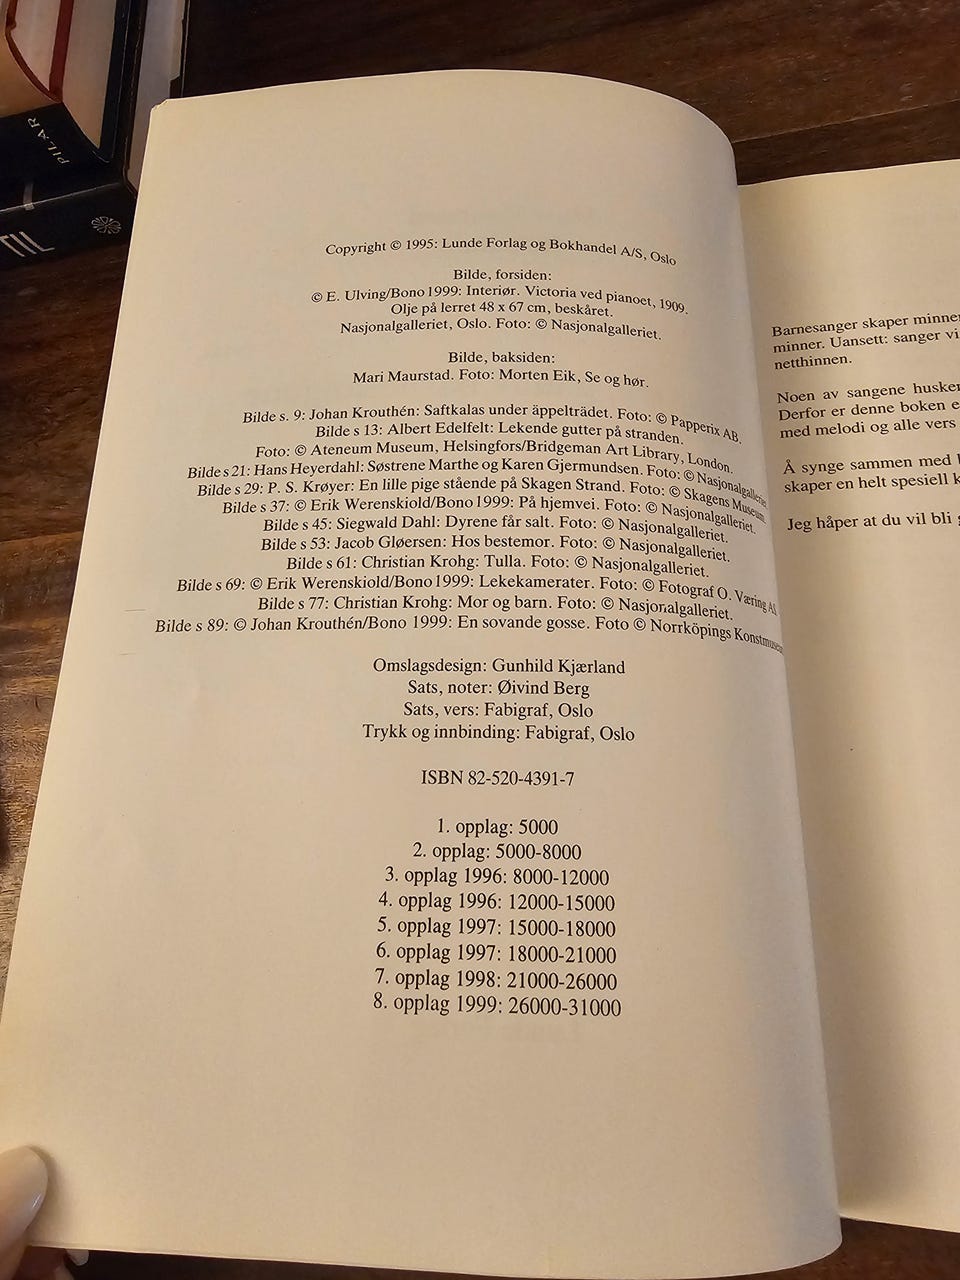 PILAR
TIL
Copyright © 1995: Lunde Forlag og Bokhandel A/S, Oslo
Bilde, forsiden:
© E. Ulving/Bono 1999: Interiør. Victoria ved pianoet, 1909.
Olje på lerret 48 x 67 cm, beskåret.
Nasjonalgalleriet, Oslo. Foto: © Nasjonalgalleriet.
Bilde, baksiden:
Mari Maurstad. Foto: Morten Eik, Se og hør.
Bilde s. 9: Johan Krouthén: Saftkalas under äppelträdet. Foto: © Papperix AB.
Bilde s 13: Albert Edelfelt: Lekende gutter på stranden.
Foto: © Ateneum Museum, Helsingfors/Bridgeman Art Library, London.
Bilde s 21: Hans Heyerdahl: Søstrene Marthe og Karen Gjermundsen. Foto: © Nasjonalgalleriet.
Bilde s 29: P. S. Krøyer: En lille pige stående på Skagen Strand. Foto: © Skagens Museum.
Bilde s 37: © Erik Werenskiold/Bono 1999: På hjemvei. Foto: © Nasjonalgalleriet.
Bilde s 45: Siegwald Dahl: Dyrene får salt. Foto: © Nasjonalgalleriet.
Bilde s 53: Jacob Gløersen: Hos bestemor. Foto: © Nasjonalgalleriet.
Bilde s 61: Christian Krohg: Tulla. Foto: © Nasjonalgalleriet.
Bilde s 69: © Erik Werenskiold/Bono 1999: Lekekamerater. Foto: © Fotograf O. Væring AS
Bilde s 77: Christian Krohg: Mor og barn. Foto: © Nasjonalgalleriet.
Bilde s 89: © Johan Krouthén/Bono 1999: En sovande gosse. Foto © Norrköpings Konstmuseum
Omslagsdesign: Gunhild Kjærland
Sats, noter: Øivind Berg
Sats, vers: Fabigraf, Oslo
Trykk og innbinding: Fabigraf, Oslo
ISBN 82-520-4391-7
1. opplag: 5000
2. opplag: 5000-8000
3. opplag 1996: 8000-12000
4. opplag 1996: 12000-15000
5. opplag 1997: 15000-18000
6. opplag 1997: 18000-21000
7. opplag 1998: 21000-26000
8. opplag 1999: 26000-31000
Barnesanger skaper minner
minner. Uansett: sanger vi
netthinnen.
Noen av sangene husker
Derfor er denne boken e
med melodi og alle vers
Å synge sammen med
skaper en helt spesiell k
Jeg håper at du vil bli